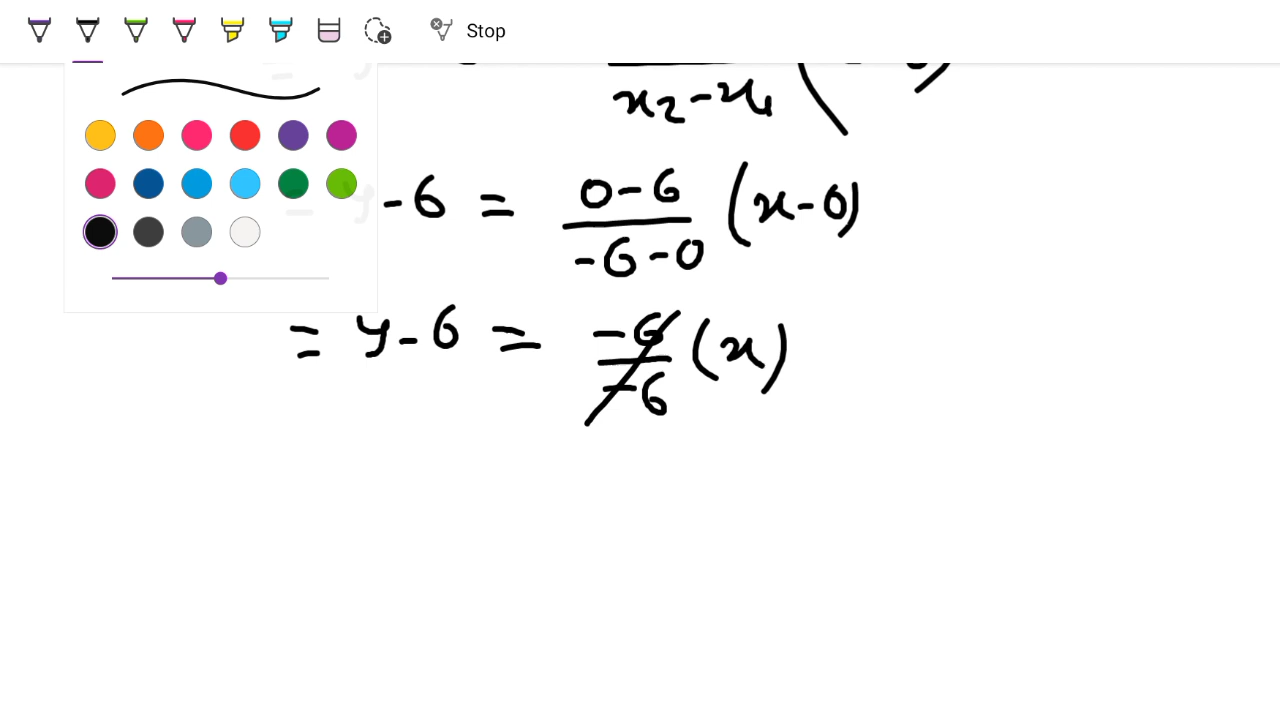 Stop
x2-x1 (
y-6 = 0-6/-6-0 (x-0)
= y-6 = -6/-6 (x)